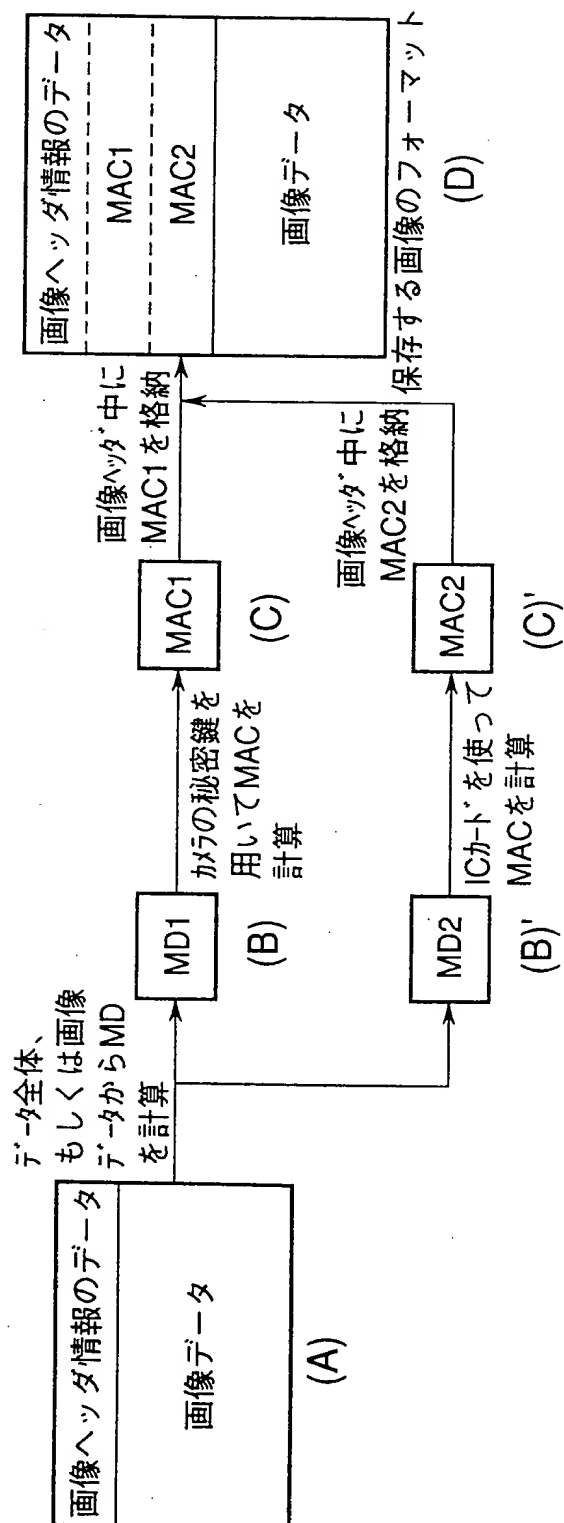 画像ヘッダ情報のデータ
画像データ
(A)
データ全体、
もしくは画像
データからMD
を計算
MD1
(B)
MD2
(B)'
カメラの秘密鍵を
用いてMACを
計算
ICカードを使って
MACを計算
MAC1
(C)
MAC2
(C)'
画像ヘッダ中に
MAC1を格納
画像ヘッダ中に
MAC2を格納
画像ヘッダ情報のデータ
MAC1
MAC2
画像データ
保存する画像のフォーマット
(D)